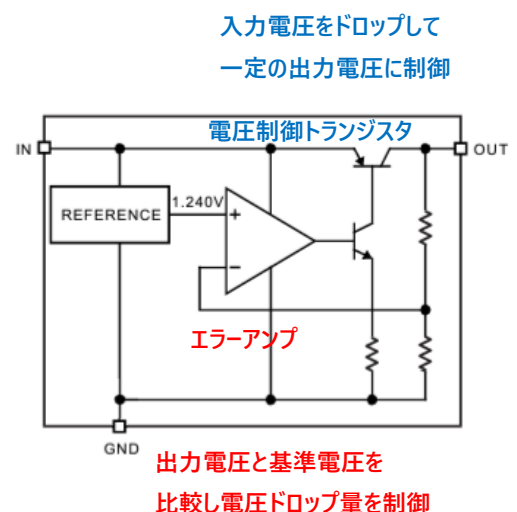 入力電圧をドロップして
一定の出力電圧に制御
電圧制御トランジスタ
IN
OUT
REFERENCE
1.240V
+
−
エラーアンプ
GND
出力電圧と基準電圧を
比較し電圧ドロップ量を制御